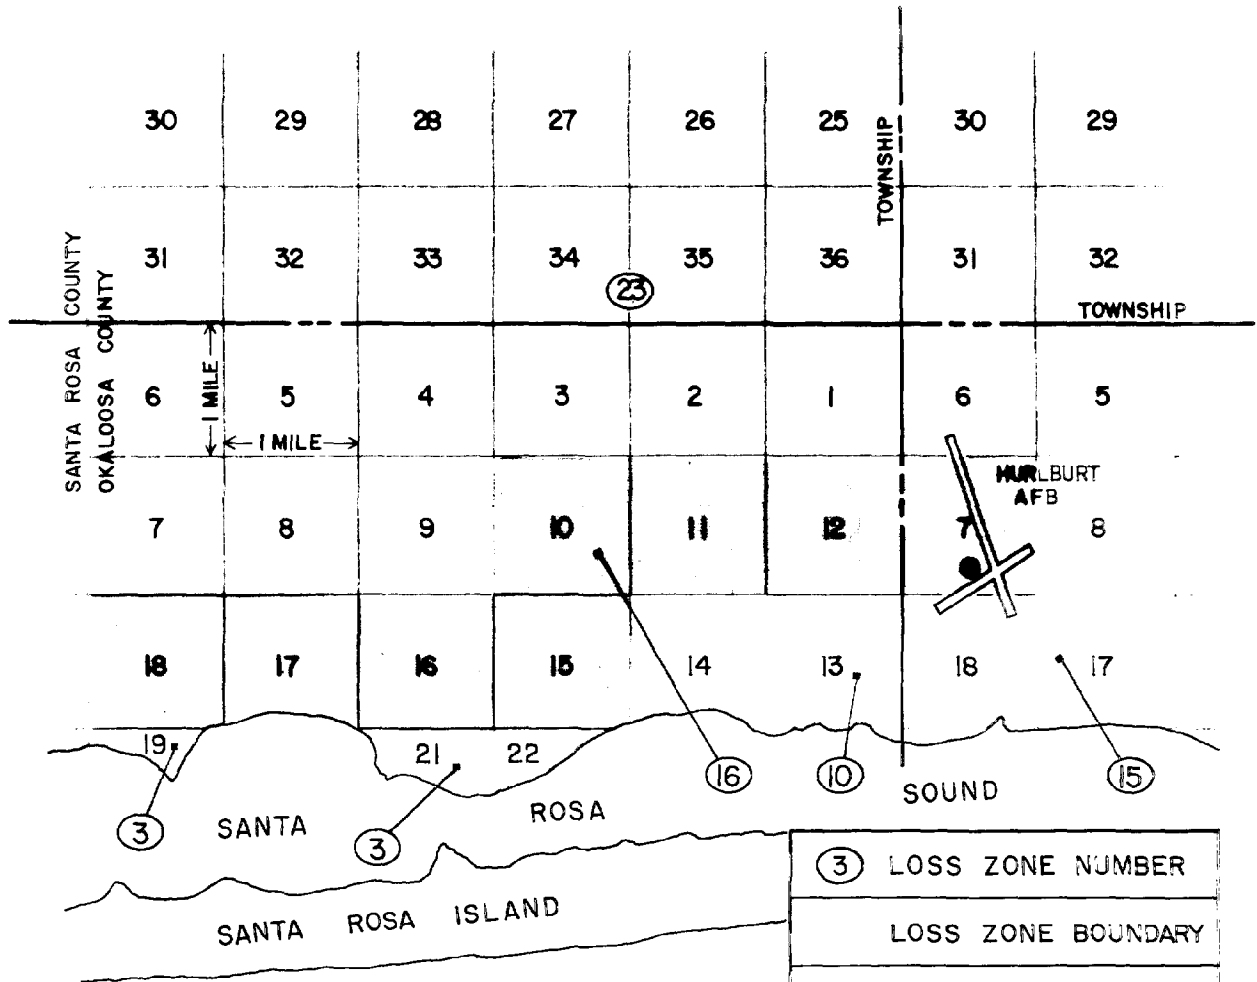 30 29 28 27 26 25 30 29
TOWNSHIP
31 32 33 34 35 36 31 32
23
TOWNSHIP
SANTA ROSA COUNTY
OKALOOSA COUNTY
6 5 4 3 2 1 6 5
1 MILE
1 MILE
HURLBURT
AFB
7 8 9 10 11 12 7 8
18 17 16 15 14 13 18 17
19 21 22
16 10 15
3 3
SANTA ROSA SOUND
SANTA ROSA ISLAND
3 LOSS ZONE NUMBER
LOSS ZONE BOUNDARY